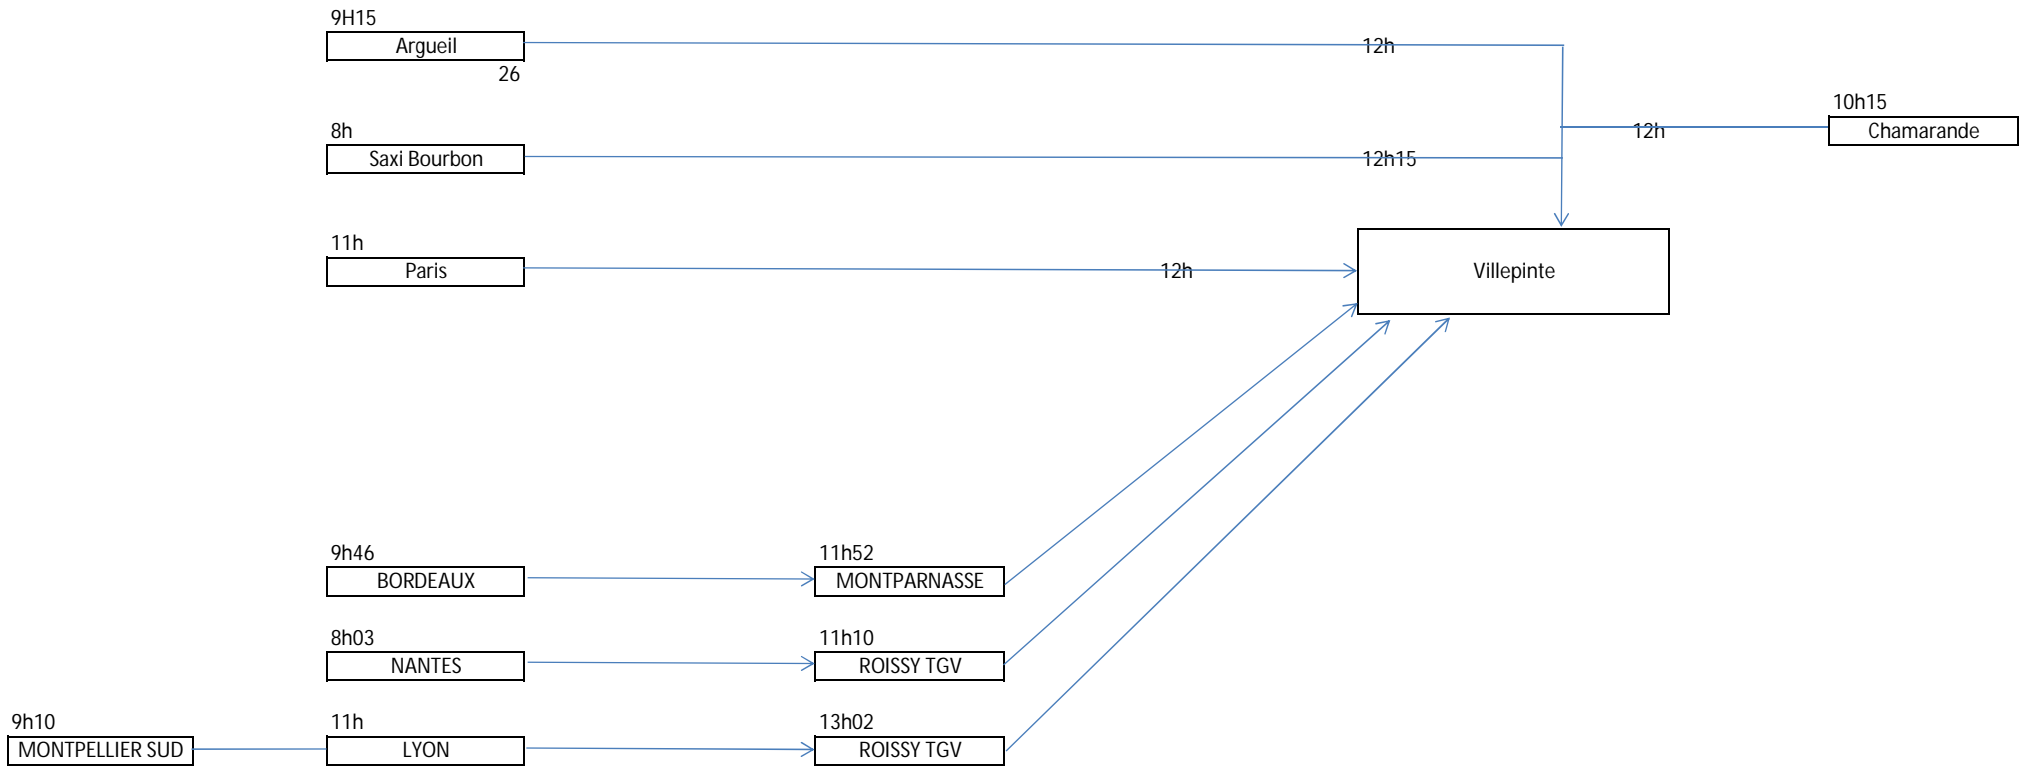 9H15
Argueil
12h
26
10h15
Chamarande
12h
8h
Saxi Bourbon
12h15
11h
Paris
12h
Villepinte
9h46
BORDEAUX
11h52
MONTPARNASSE
8h03
NANTES
11h10
ROISSY TGV
9h10
MONTPELLIER SUD
11h
LYON
13h02
ROISSY TGV